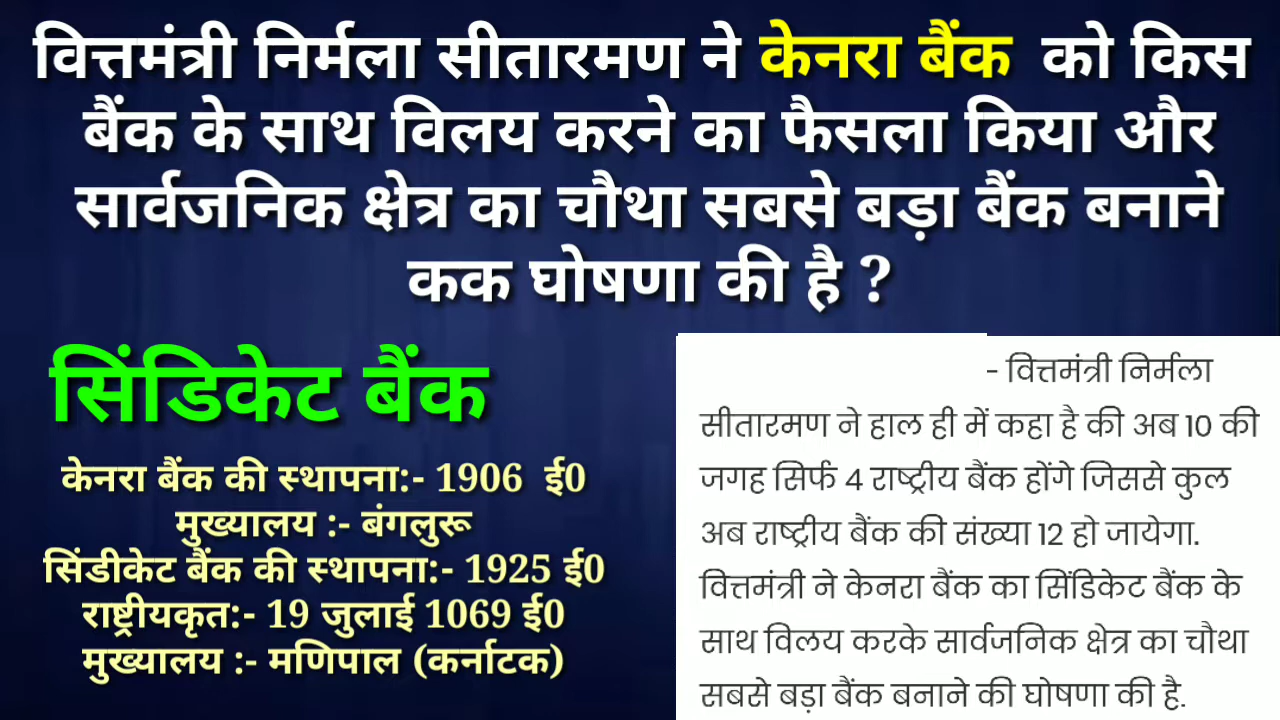 वित्तमंत्री निर्मला सीतारमण ने केनरा बैंक को किस
बैंक के साथ विलय करने का फैसला किया और
सार्वजनिक क्षेत्र का चौथा सबसे बड़ा बैंक बनाने
कक घोषणा की है ?
सिंडिकेट बैंक
केनरा बैंक की स्थापना:- 1906 ई0
मुख्यालय :- बंगलुरू
सिंडीकेट बैंक की स्थापना:- 1925 ई0
राष्ट्रीयकृत:- 19 जुलाई 1069 ई0
मुख्यालय :- मणिपाल (कर्नाटक)
- वित्तमंत्री निर्मला
सीतारमण ने हाल ही में कहा है की अब 10 की
जगह सिर्फ 4 राष्ट्रीय बैंक होंगे जिससे कुल
अब राष्ट्रीय बैंक की संख्या 12 हो जायेगा.
वित्तमंत्री ने केनरा बैंक का सिंडिकेट बैंक के
साथ विलय करके सार्वजनिक क्षेत्र का चौथा
सबसे बड़ा बैंक बनाने की घोषणा की है.